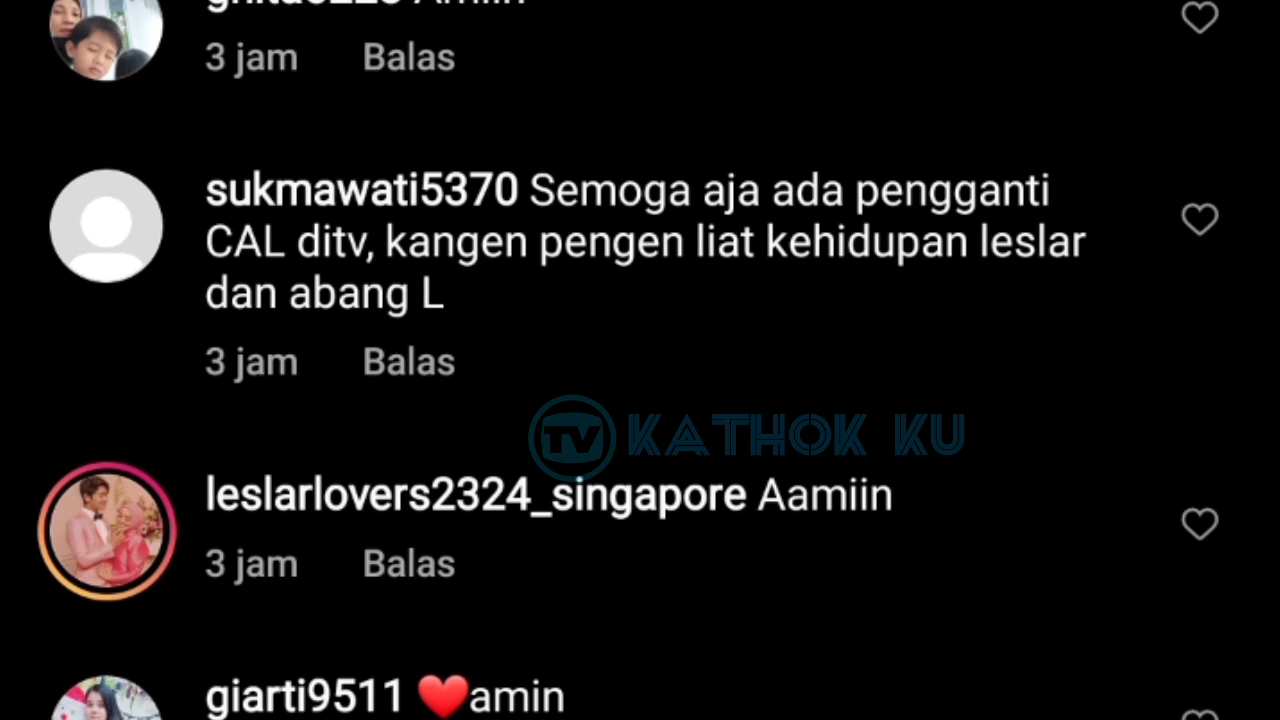 Amiin
3 jam Balas
sukmawati5370 Semoga aja ada pengganti
CAL ditv, kangen pengen liat kehidupan leslar
dan abang L
3 jam Balas
TV KATHOK KU
leslarlovers2324_singapore Aamiin
3 jam Balas
giarti9511 ❤️amin